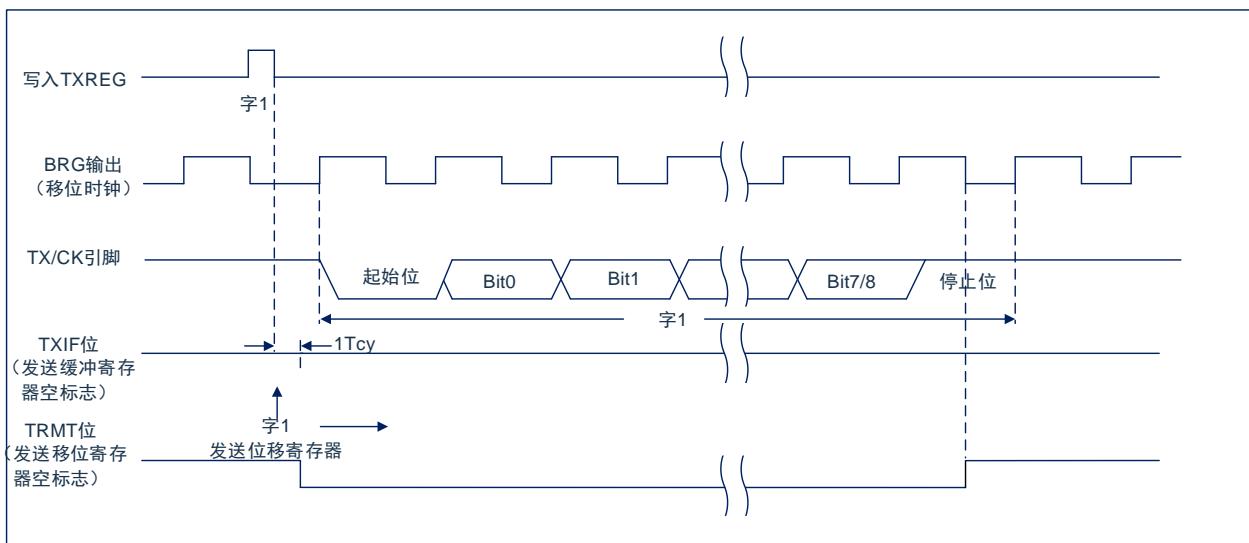 写入TXREG
字1
BRG输出
（移位时钟）
TX/CK引脚
起始位
Bit0
Bit1
Bit7/8
停止位
字1
TXIF位
（发送缓冲寄存
器空标志）
1Tcy
TRMT位
（发送移位寄存
器空标志）
字1
发送位移寄存器